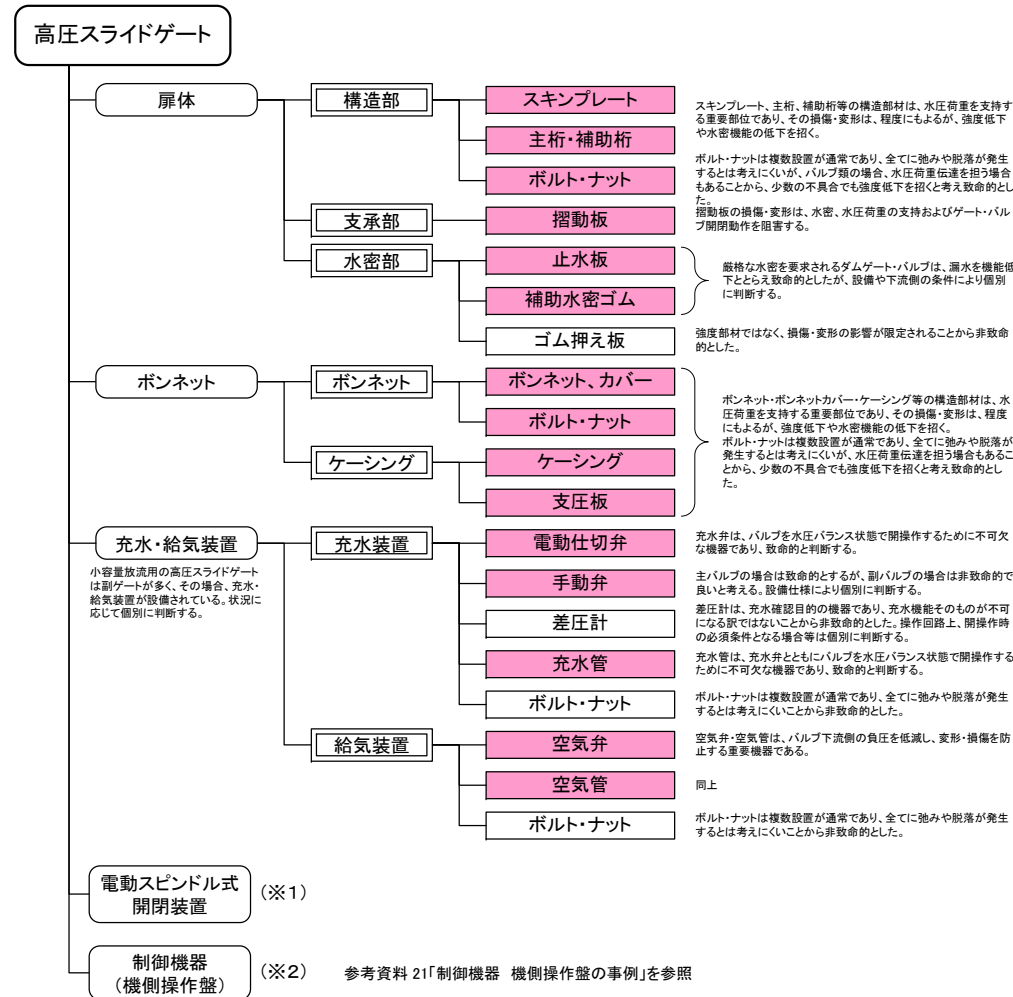 高圧スライドゲート
扉体
構造部
スキンプレート
スキンプレート、主桁、補助桁等の構造部材は、水圧荷重を支持す
る重要部位であり、その損傷・変形は、程度にもよるが、強度低下
や水密機能の低下を招く。
主桁・補助桁
ボルト・ナット
ボルト・ナットは複数設置が通常であり、全てに弛みや脱落が発生
するとは考えにくいが、バルブ類の場合、水圧荷重伝達を担う場合
もあることから、少数の不具合でも強度低下を招くと考え致命的とし
た。
支承部
摺動板
摺動板の損傷・変形は、水密、水圧荷重の支持およびゲート・バル
ブ開閉動作を阻害する。
水密部
止水板
補助水密ゴム
厳格な水密を要求されるダムゲート・バルブは、漏水を機能低
下ととらえ致命的としたが、設備や下流側の条件により個別
に判断する。
ゴム押え板
強度部材ではなく、損傷・変形の影響が限定されることから非致命
的とした。
ボンネット
ボンネット
ボンネット、カバー
ボルト・ナット
ケーシング
ケーシング
支圧板
ボンネット・ボンネットカバー・ケーシング等の構造部材は、水
圧荷重を支持する重要部位であり、その損傷・変形は、程度
にもよるが、強度低下や水密機能の低下を招く。
ボルト・ナットは複数設置が通常であり、全てに弛みや脱落が
発生するとは考えにくいが、水圧荷重伝達を担う場合もあるこ
とから、少数の不具合でも強度低下を招くと考え致命的とし
た。
充水・給気装置
小容量放流用の高圧スライドゲート
は副ゲートが多く、その場合、充水・
給気装置が設備されている。状況に
応じて個別に判断する。
充水装置
電動仕切弁
充水弁は、バルブを水圧バランス状態で開操作するために不可欠
な機器であり、致命的と判断する。
手動弁
主バルブの場合は致命的とするが、副バルブの場合は非致命的で
良いと考える。設備仕様により個別に判断する。
差圧計
差圧計は、充水確認目的の機器であり、充水機能そのものが不可
になる訳ではないことから非致命的とした。操作回路上、開操作時
の必須条件となる場合等は個別に判断する。
充水管
充水管は、充水弁とともにバルブを水圧バランス状態で開操作する
ために不可欠な機器であり、致命的と判断する。
ボルト・ナット
ボルト・ナットは複数設置が通常であり、全てに弛みや脱落が発生
するとは考えにくいことから非致命的とした。
給気装置
空気弁
空気弁・空気管は、バルブ下流側の負圧を低減し、変形・損傷を防
止する重要機器である。
空気管
同上
ボルト・ナット
ボルト・ナットは複数設置が通常であり、全てに弛みや脱落が発生
するとは考えにくいことから非致命的とした。
電動スピンドル式
開閉装置
(※1)
制御機器
(機側操作盤)
(※2)
参考資料 21「制御機器 機側操作盤の事例」を参照